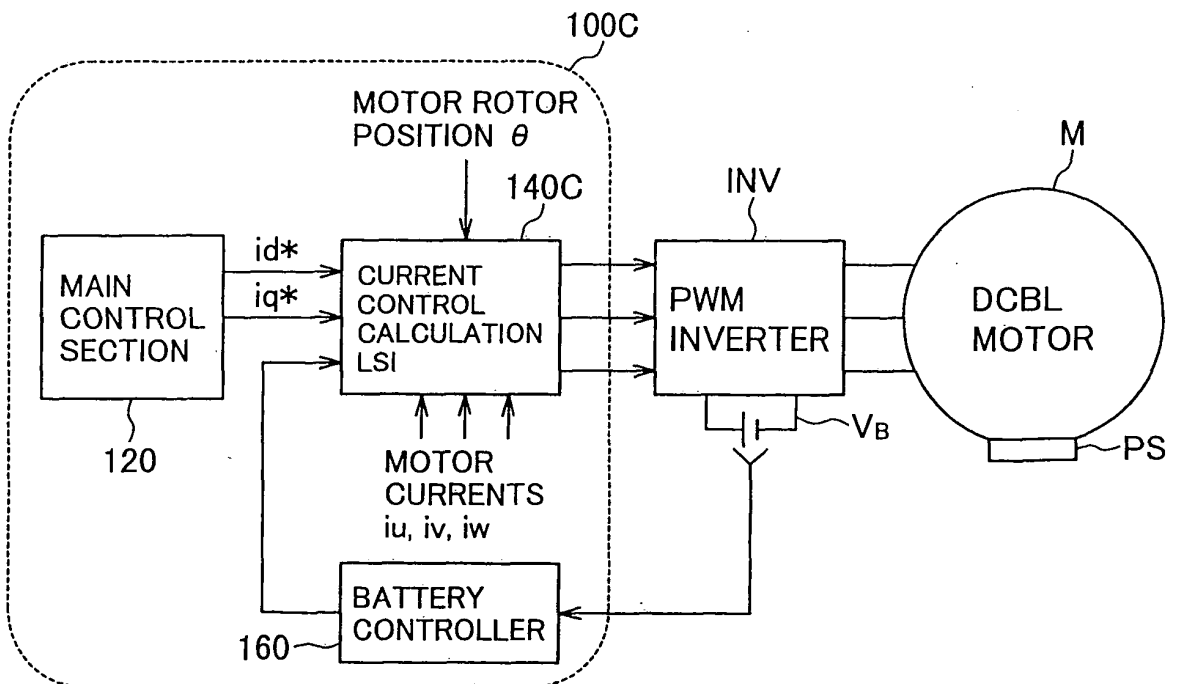 100C
MOTOR ROTOR
POSITION θ
M
140C
INV
id*
iq*
MAIN
CONTROL
SECTION
CURRENT
CONTROL
CALCULATION
LSI
PWM
INVERTER
DCBL
MOTOR
120
VB
PS
MOTOR
CURRENTS
iu, iv, iw
BATTERY
CONTROLLER
160